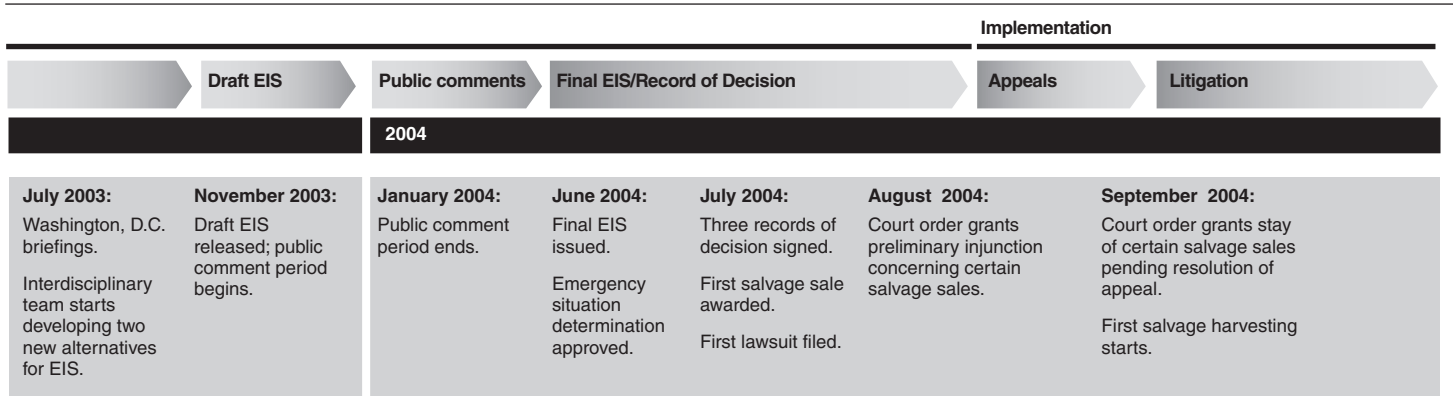 Implementation
Draft EIS
Public comments
Final EIS/Record of Decision
Appeals
Litigation
2004
July 2003:
Washington, D.C.
briefings.
Interdisciplinary
team starts
developing two
new alternatives
for EIS.
November 2003:
Draft EIS
released; public
comment period
begins.
January 2004:
Public comment
period ends.
June 2004:
Final EIS
issued.
Emergency
situation
determination
approved.
July 2004:
Three records of
decision signed.
First salvage sale
awarded.
First lawsuit filed.
August 2004:
Court order grants
preliminary injunction
concerning certain
salvage sales.
September 2004:
Court order grants stay
of certain salvage sales
pending resolution of
appeal.
First salvage harvesting
starts.